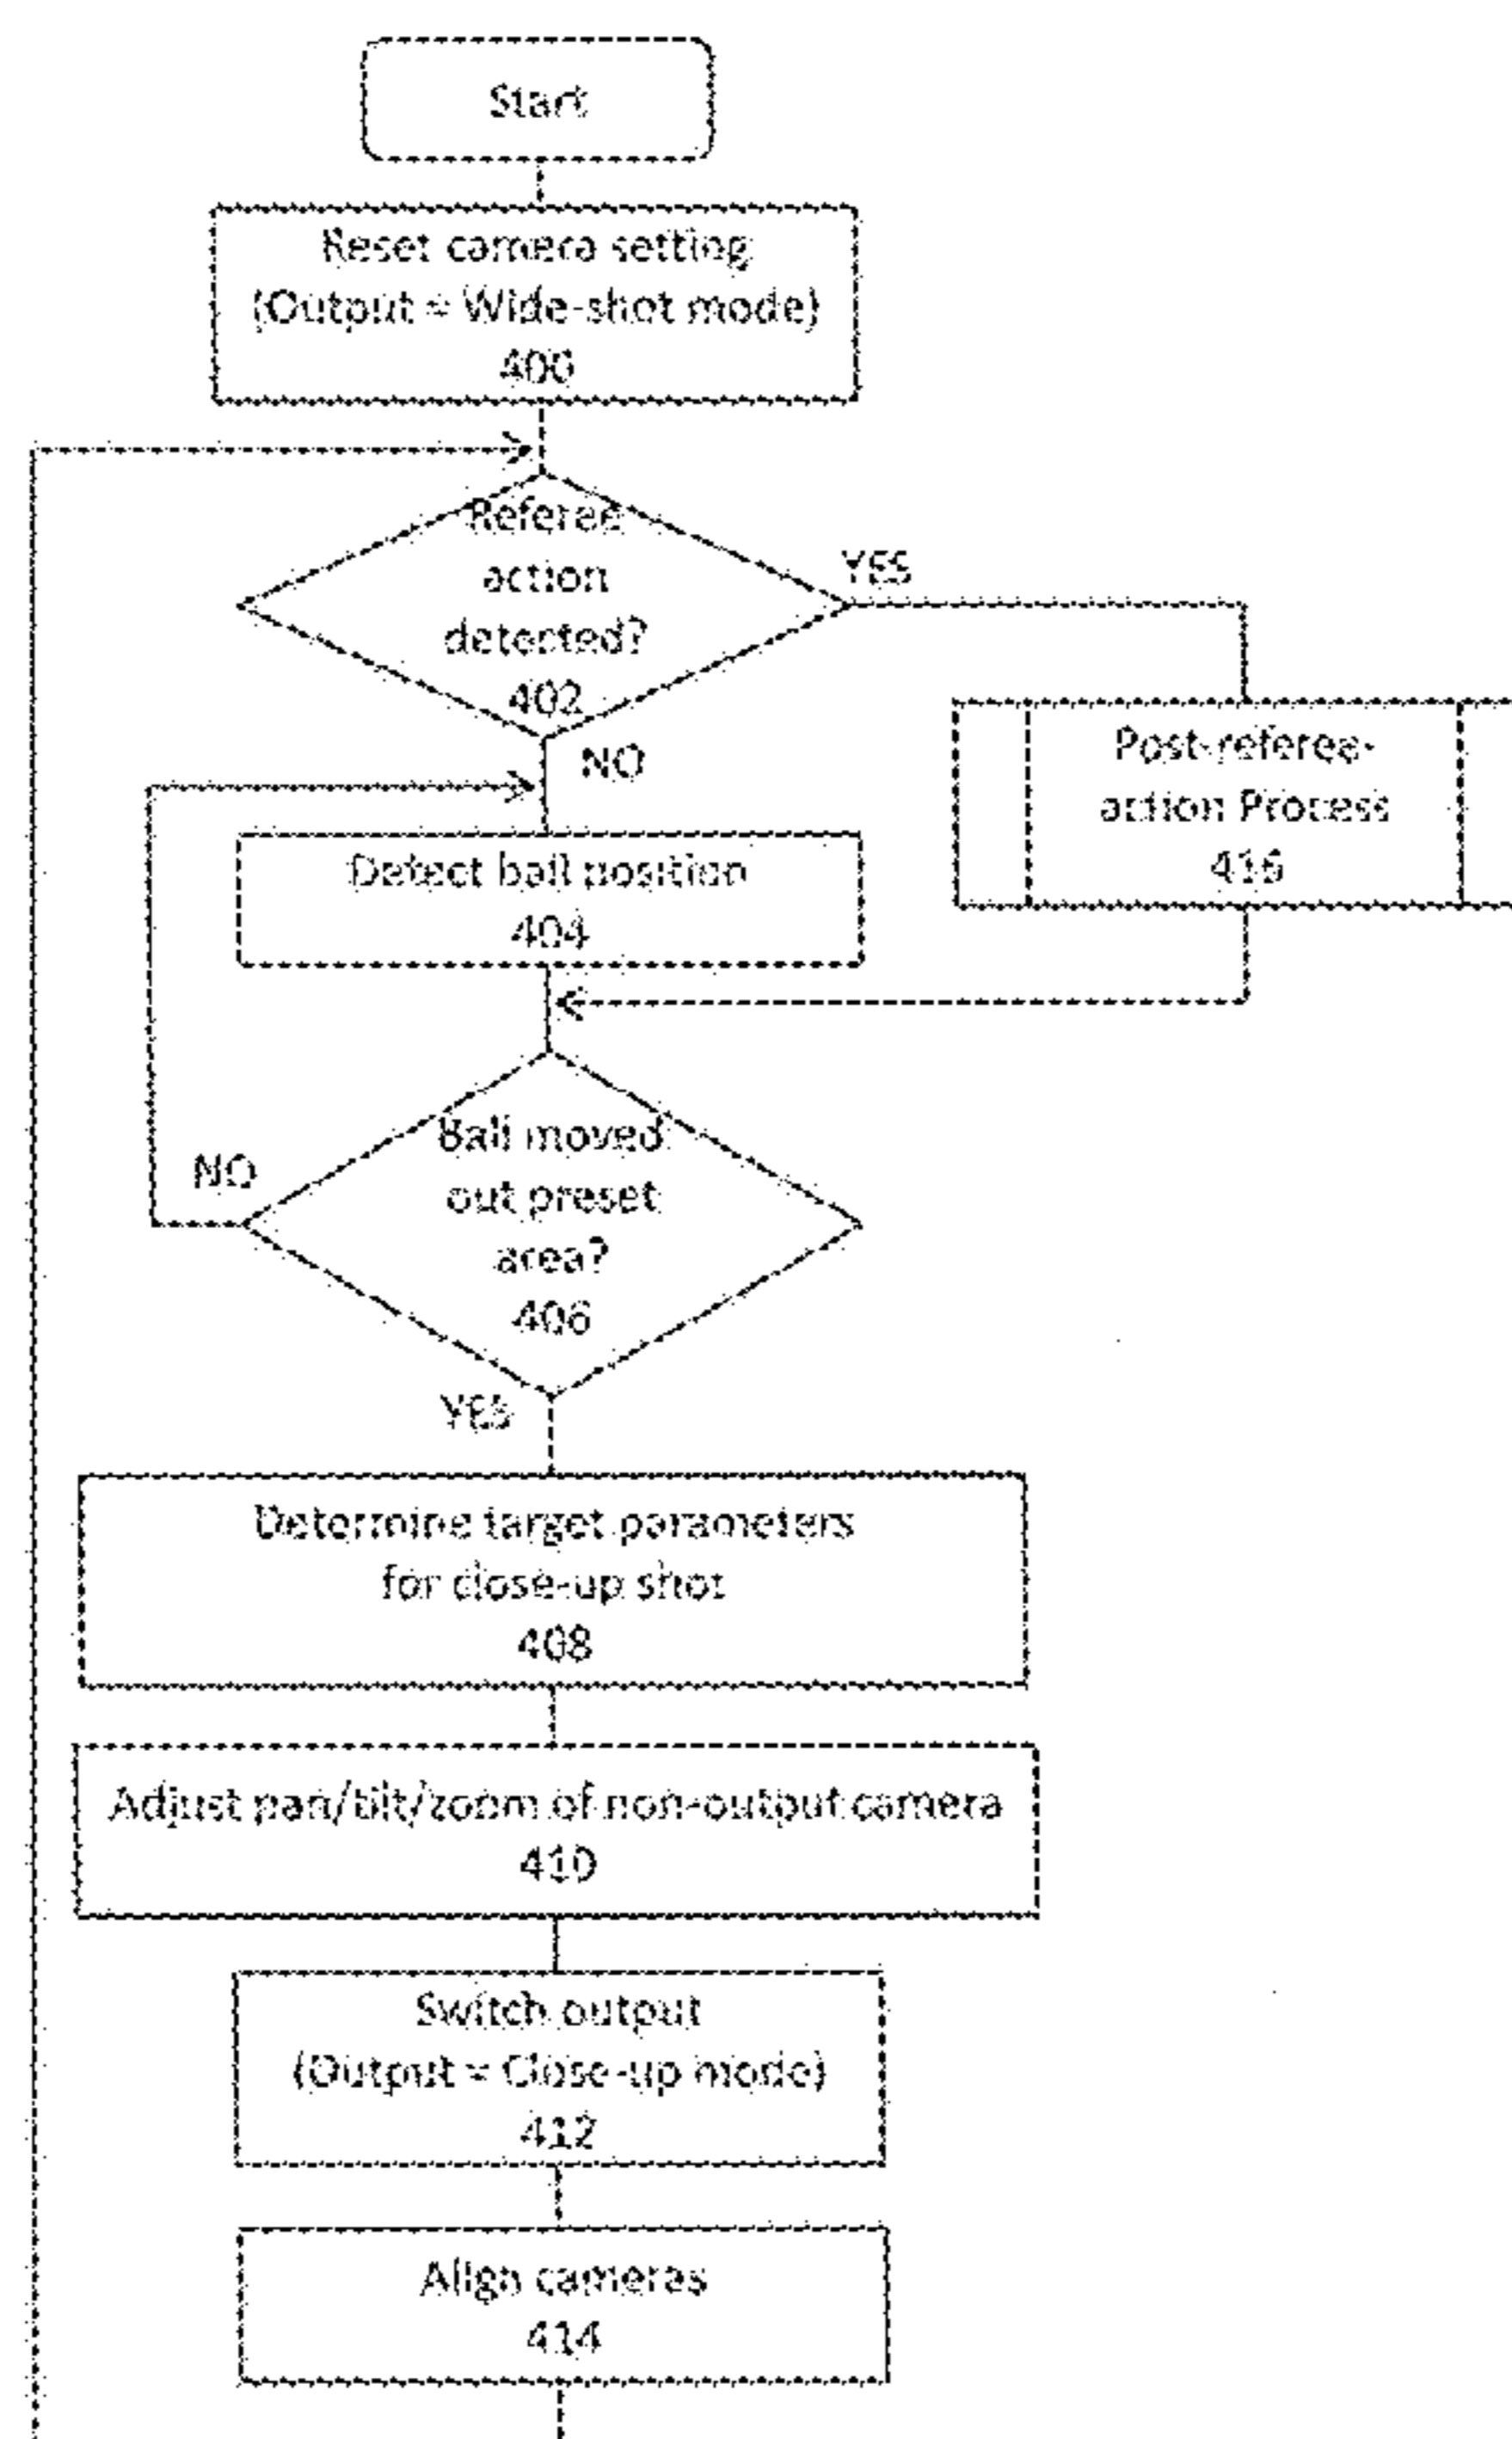 Start
Reset camera setting
(Output = Wide-shot mode)
400
Referee
action
detected?
402
YES
NO
Post-referee-
action Process
416
Detect ball position
404
Ball moved
out preset
area?
406
NO
YES
Determine target parameters
for close-up shot
408
Adjust pan/tilt/zoom of non-output camera
410
Switch output
(Output = Close-up mode)
412
Align cameras
414